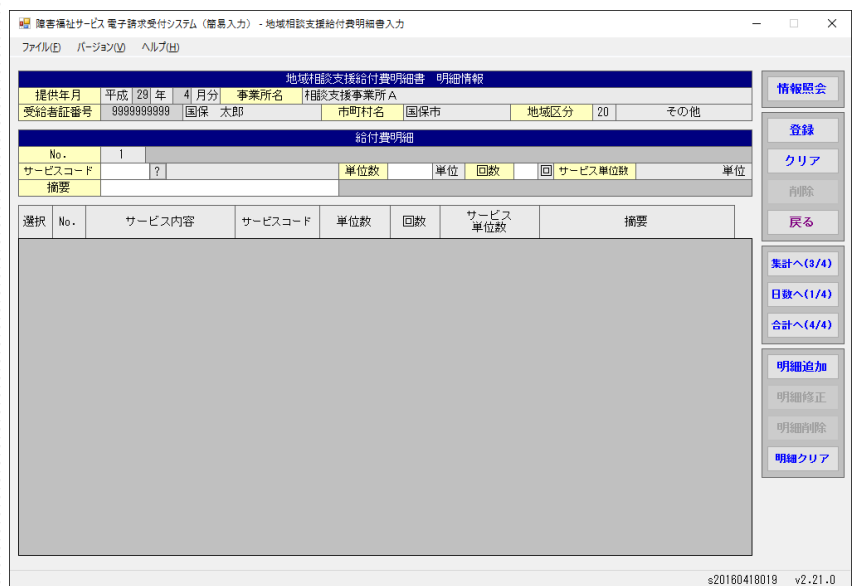 障害福祉サービス 電子請求受付システム（簡易入力） - 地域相談支援給付費明細書入力
ファイル(F) バージョン(V) ヘルプ(H)
地域相談支援給付費明細書 明細情報
提供年月 平成 29 年 4 月分 事業所名 相談支援事業所A
受給者証番号 9999999999 国保 太郎 市町村名 国保市 地域区分 20 その他
給付費明細
No. 1
サービスコード ? 単位数 単位 回数 回 サービス単位数 単位
摘要
選択 No. サービス内容 サービスコード 単位数 回数 サービス 単位数 摘要
情報照会
登録
クリア
削除
戻る
集計へ(3/4)
日数へ(1/4)
合計へ(4/4)
明細追加
明細修正
明細削除
明細クリア
s20160418019 v2.21.0